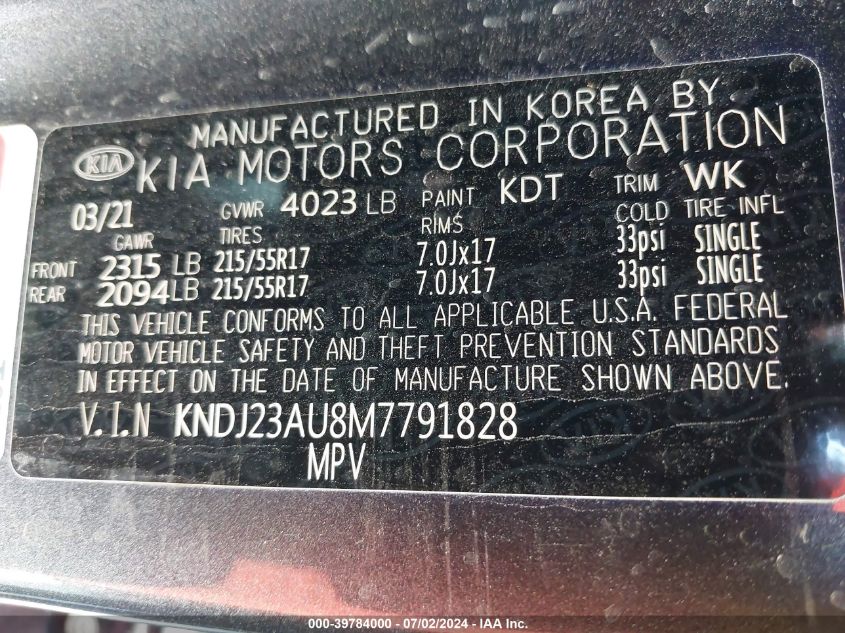 MANUFACTURED IN KOREA BY
KIA KIA MOTORS CORPORATION
03/21 GVWR 4023 LB PAINT KDT TRIM WK
GAWR TIRES RIMS COLD TIRE INFL
FRONT 2315 LB 215/55R17 7.0Jx17 33psi SINGLE
REAR 2094 LB 215/55R17 7.0Jx17 33psi SINGLE
THIS VEHICLE CONFORMS TO ALL APPLICABLE U.S.A. FEDERAL
MOTOR VEHICLE SAFETY AND THEFT PREVENTION STANDARDS
IN EFFECT ON THE DATE OF MANUFACTURE SHOWN ABOVE.
V.I.N KNDJ23AU8M7791828
MPV
000-39784000 - 07/02/2024 - IAA Inc.